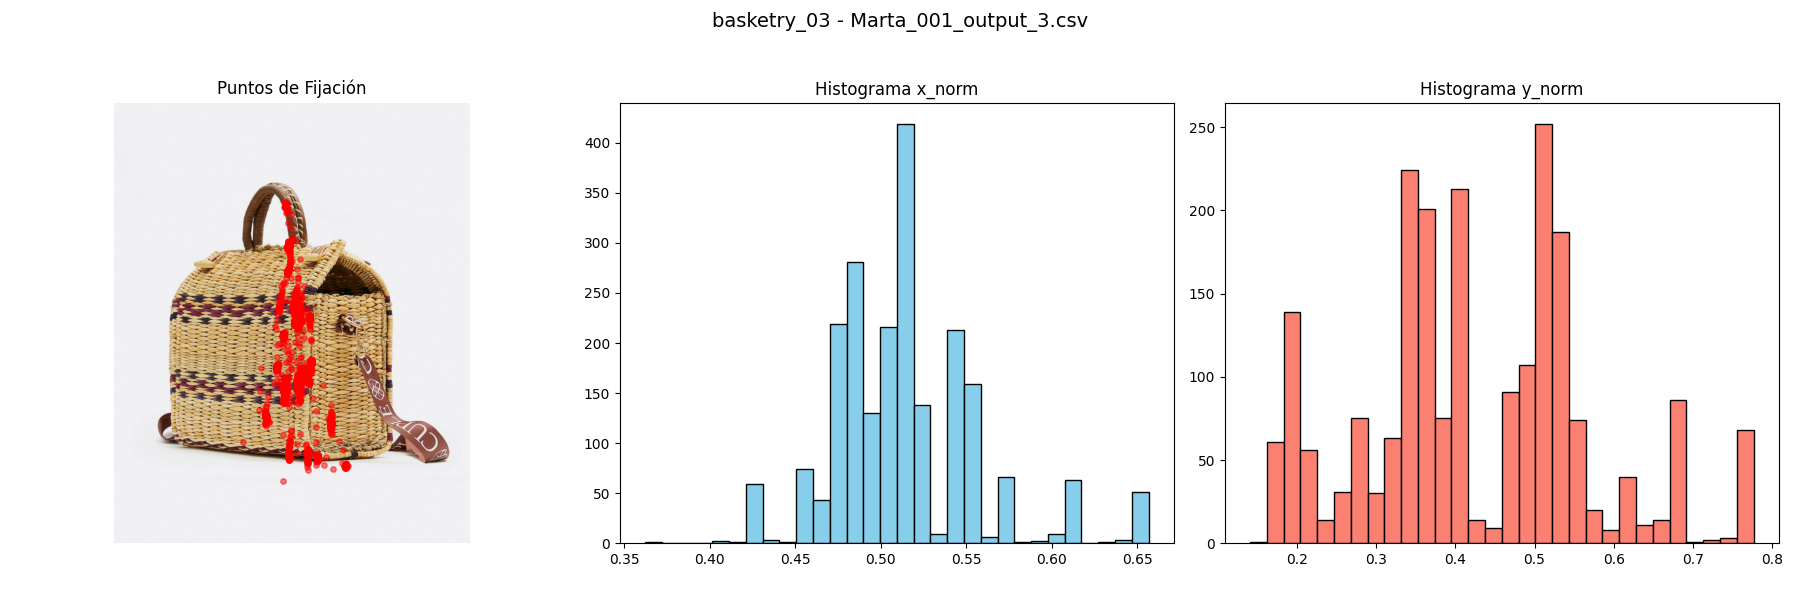 basketry_03 - Marta_001_output_3.csv
Puntos de Fijación
Histograma x_norm
Histograma y_norm
400
350
300
250
200
150
100
50
0
0.35 0.40 0.45 0.50 0.55 0.60 0.65
250
200
150
100
50
0
0.2 0.3 0.4 0.5 0.6 0.7 0.8